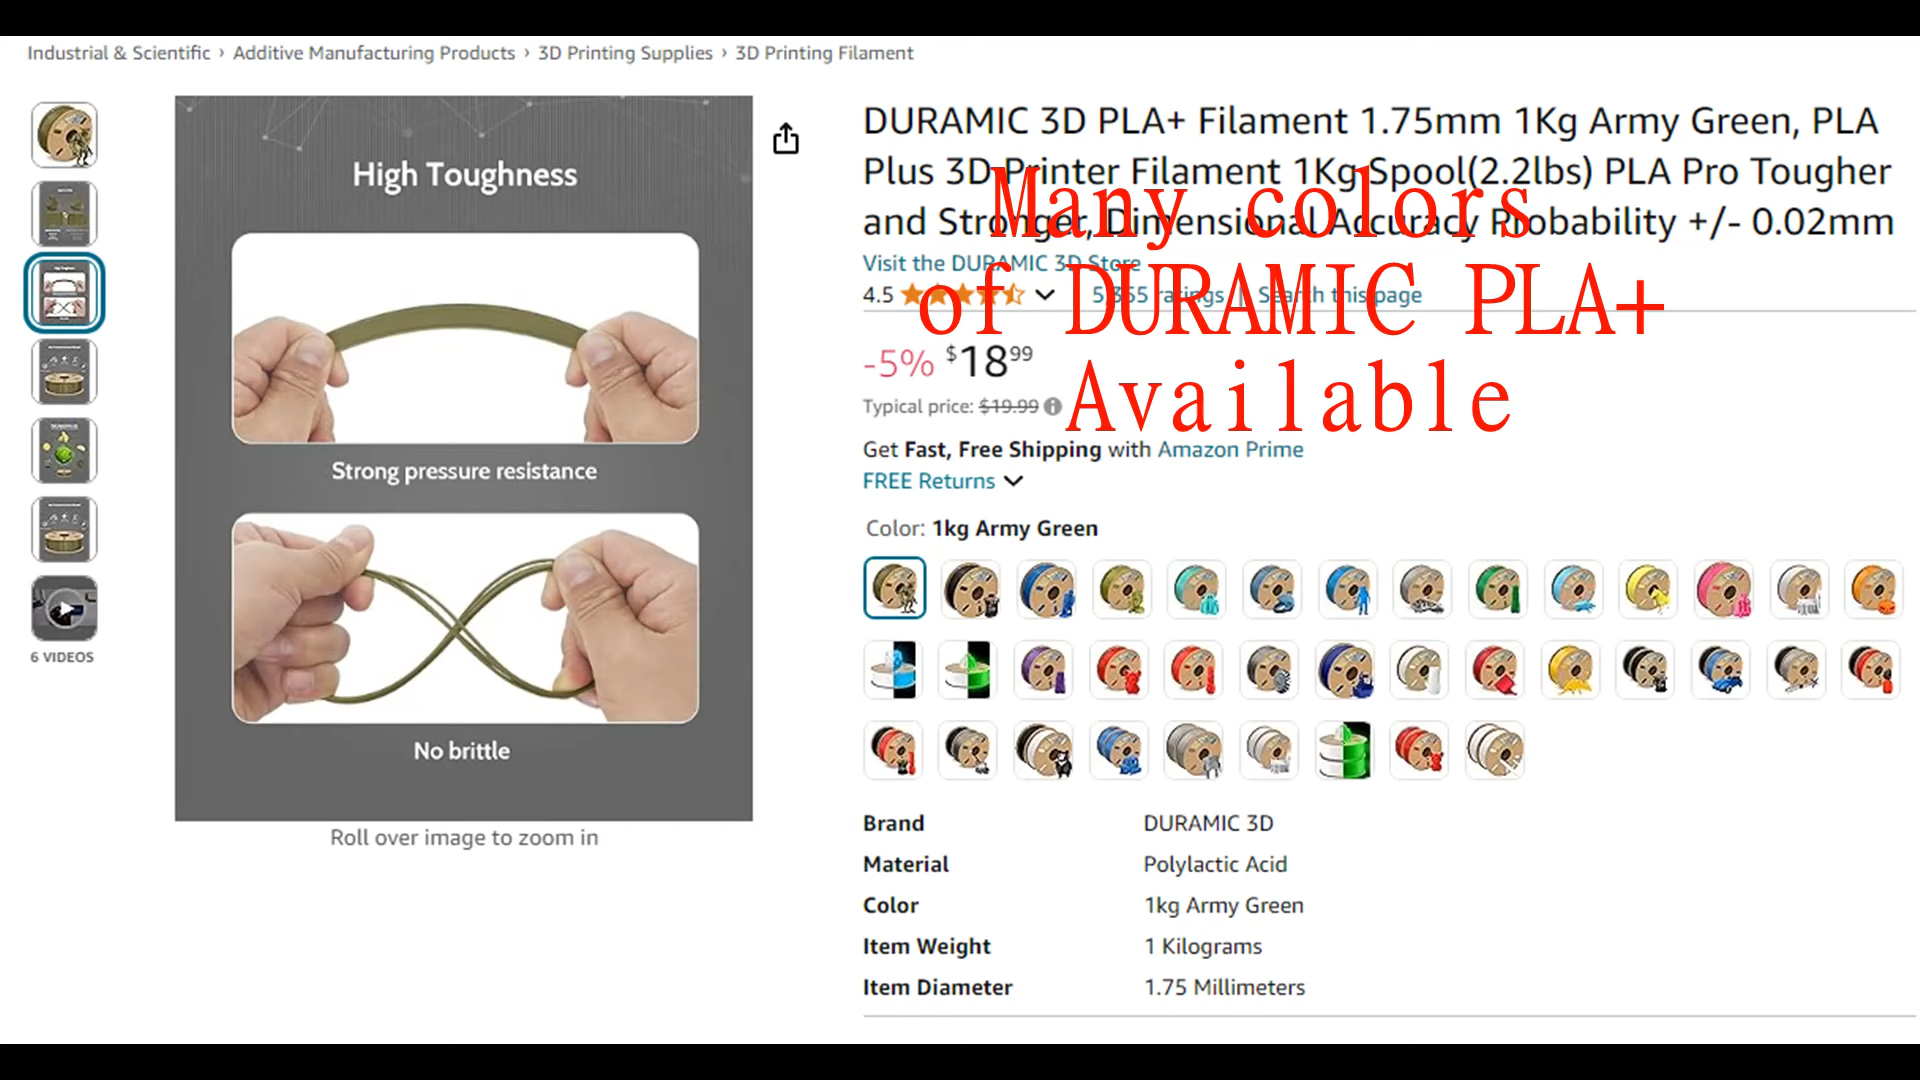 Industrial & Scientific › Additive Manufacturing Products › 3D Printing Supplies › 3D Printing Filament
High Toughness
Strong pressure resistance
No brittle
Roll over image to zoom in
6 VIDEOS
DURAMIC 3D PLA+ Filament 1.75mm 1Kg Army Green, PLA
Plus 3D Printer Filament 1Kg Spool(2.2lbs) PLA Pro Tougher
and Stronger, Dimensional Accuracy Probability +/- 0.02mm
Many colors
of DURAMIC PLA+
Available
Visit the DURAMIC 3D Store
4.5 ratings | Search this page
-5% $18 99
Typical price: $19.99
Get Fast, Free Shipping with Amazon Prime
FREE Returns
Color: 1kg Army Green
Brand DURAMIC 3D
Material Polylactic Acid
Color 1kg Army Green
Item Weight 1 Kilograms
Item Diameter 1.75 Millimeters